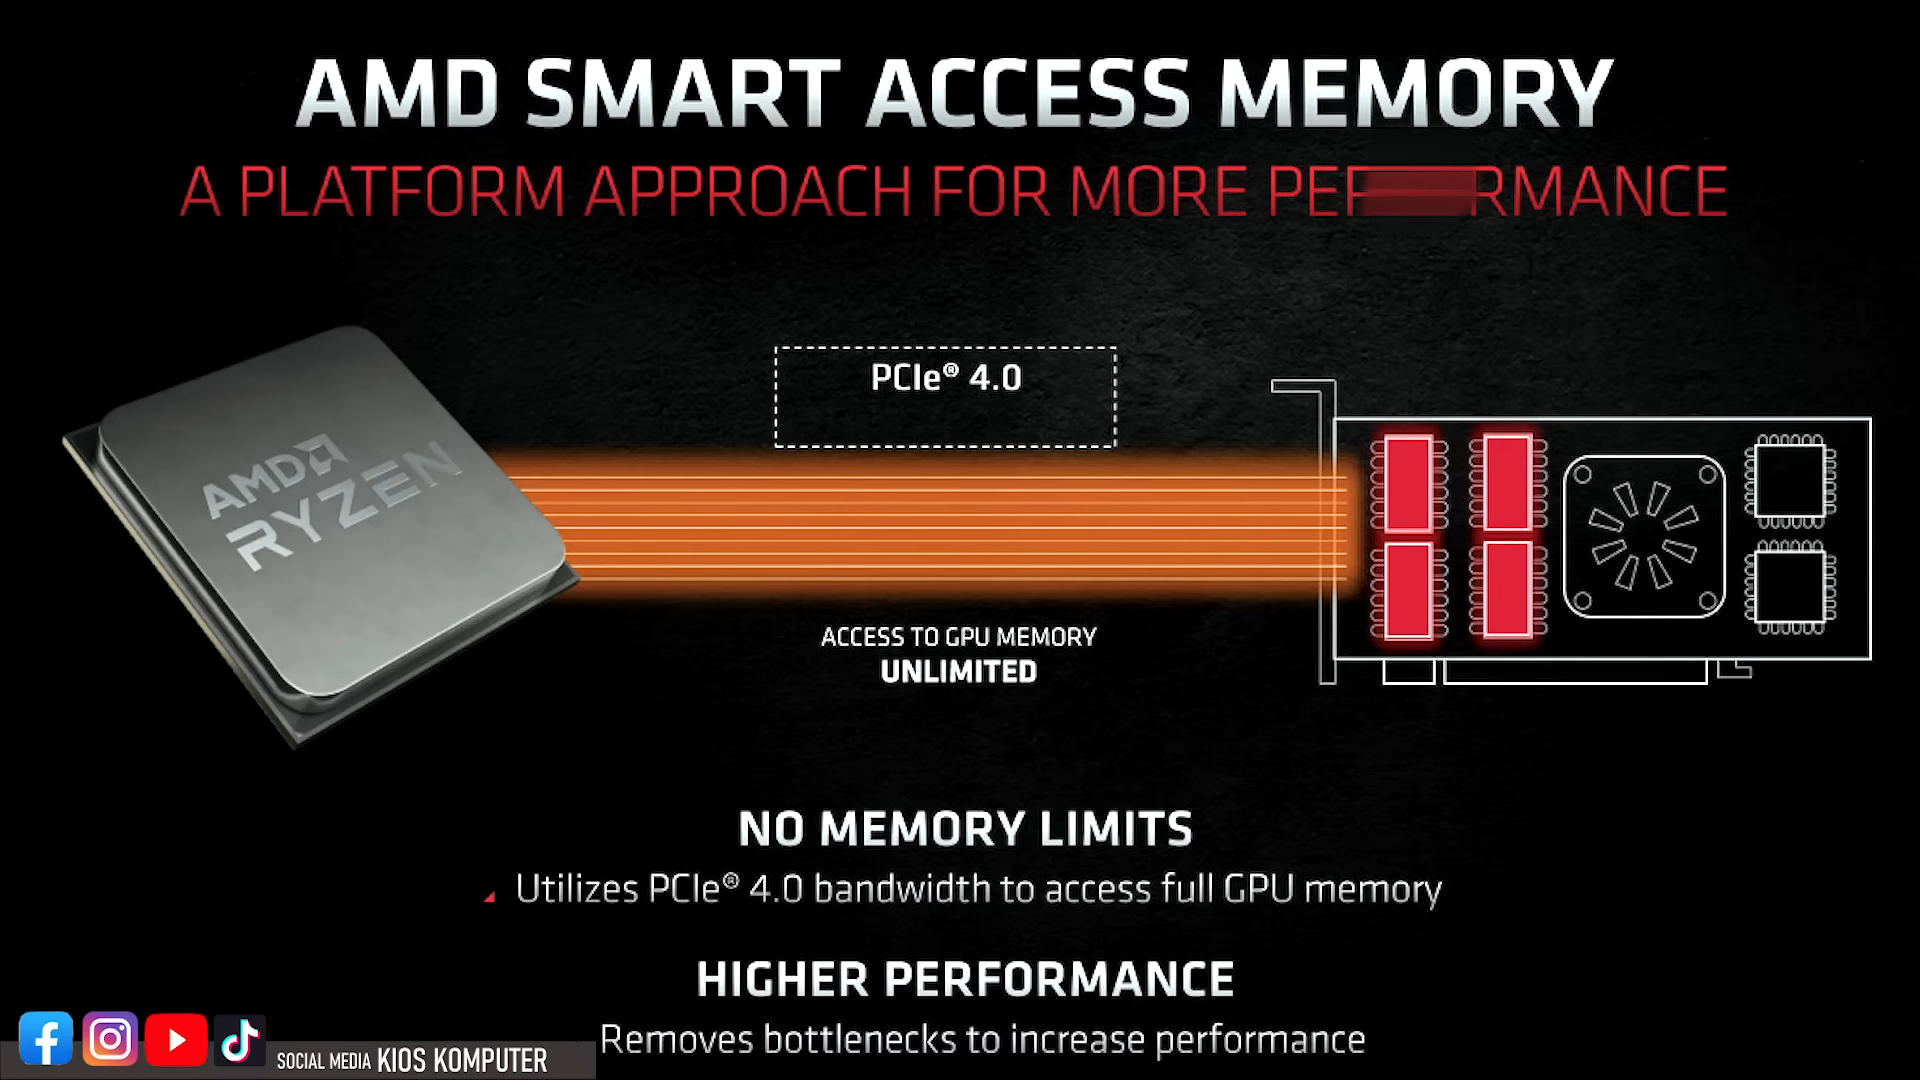 AMD SMART ACCESS MEMORY
A PLATFORM APPROACH FOR MORE
PCIe® 4.0
AMD
RYZEN
ACCESS TO GPU MEMORY
UNLIMITED
NO MEMORY LIMITS
Utilizes PCIe® 4.0 bandwidth to access full GPU memory
HIGHER PERFORMANCE
Removes bottlenecks to increase performance
SOCIAL MEDIA KIOS KOMPUTER